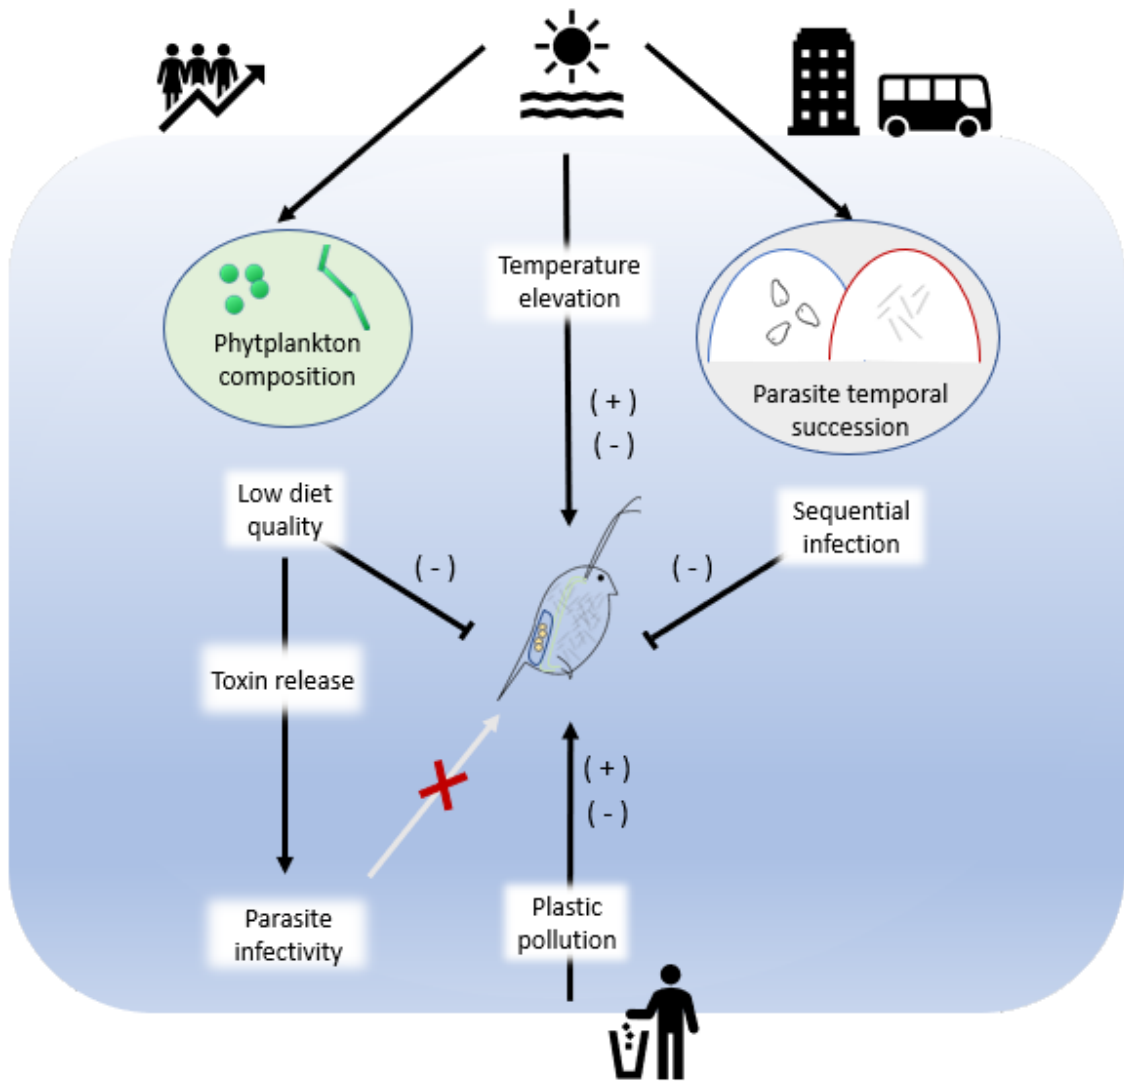 Temperature
elevation
Phytplankton
composition
Parasite temporal
succession
( + )
( - )
Low diet
quality
Sequential
infection
( - )
( - )
Toxin release
( + )
( - )
Parasite
infectivity
Plastic
pollution